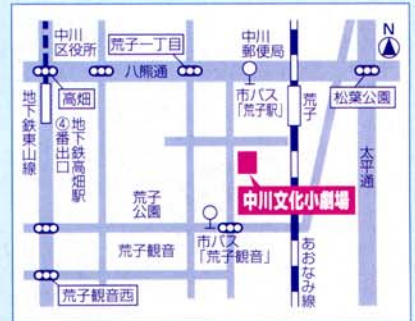 中川
区役所
荒子一丁目
中川
郵便局
N
八熊通
高畑
市バス
「荒子駅」
荒子
松葉公園
地下鉄東山線
④番出口
地下鉄高畑駅
太平通
中川文化小劇場
荒子
公園
荒子観音
市バス
「荒子観音」
あおなみ線
荒子観音西